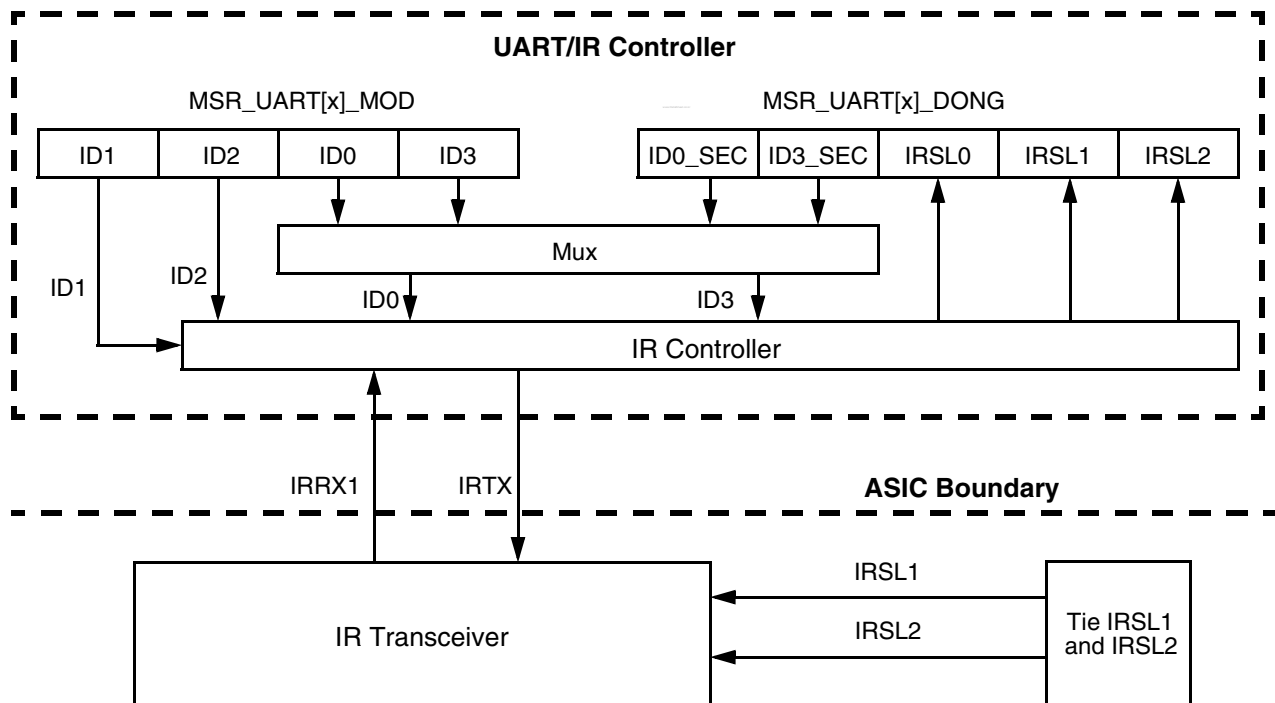 UART/IR Controller
MSR_UART[x]_MOD
MSR_UART[x]_DONG
ID1
ID2
ID0
ID3
ID0_SEC
ID3_SEC
IRSL0
IRSL1
IRSL2
Mux
ID1
ID2
ID0
ID3
IR Controller
IRRX1
IRTX
ASIC Boundary
IR Transceiver
IRSL1
IRSL2
Tie IRSL1
and IRSL2